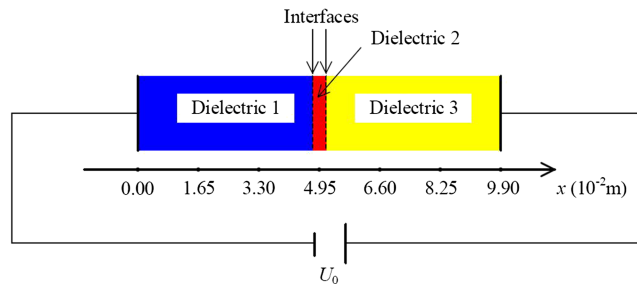 Interfaces
Dielectric 2
Dielectric 1
Dielectric 3
0.00 1.65 3.30 4.95 6.60 8.25 9.90 x (10⁻²m)
U₀